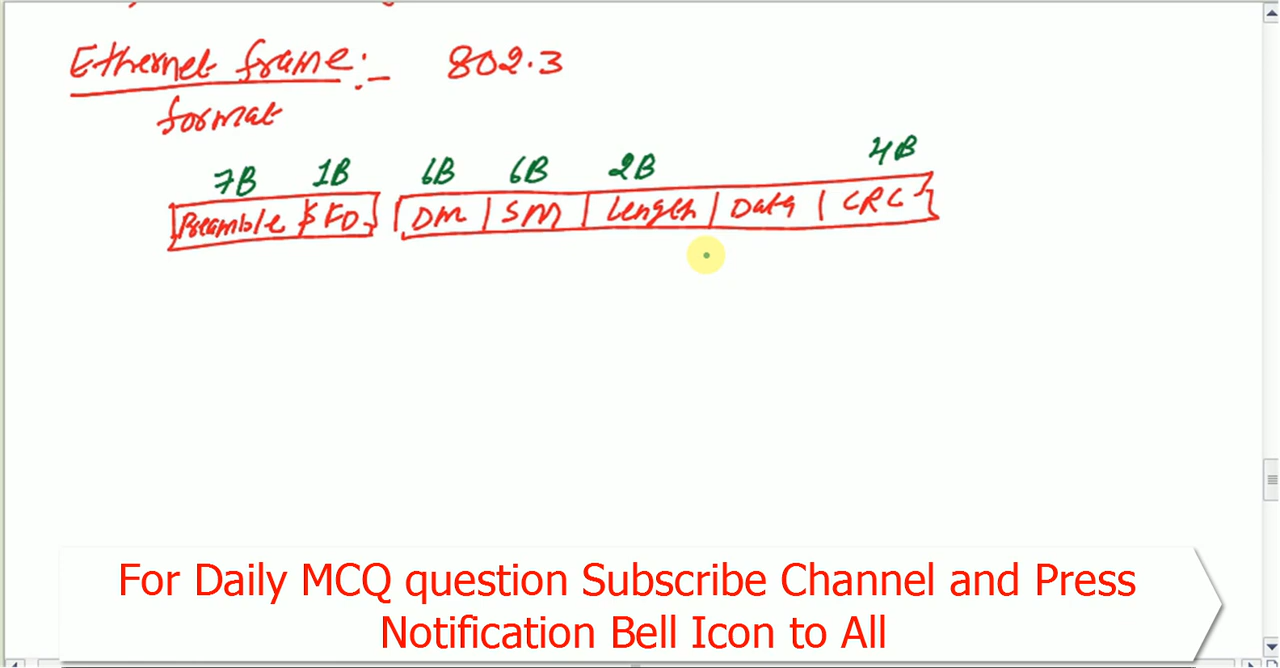 Ethernet frame:- 802.3
format
7B 1B 6B 6B 2B 4B
Preamble SFD DM SM Length Data CRC
For Daily MCQ question Subscribe Channel and Press
Notification Bell Icon to All